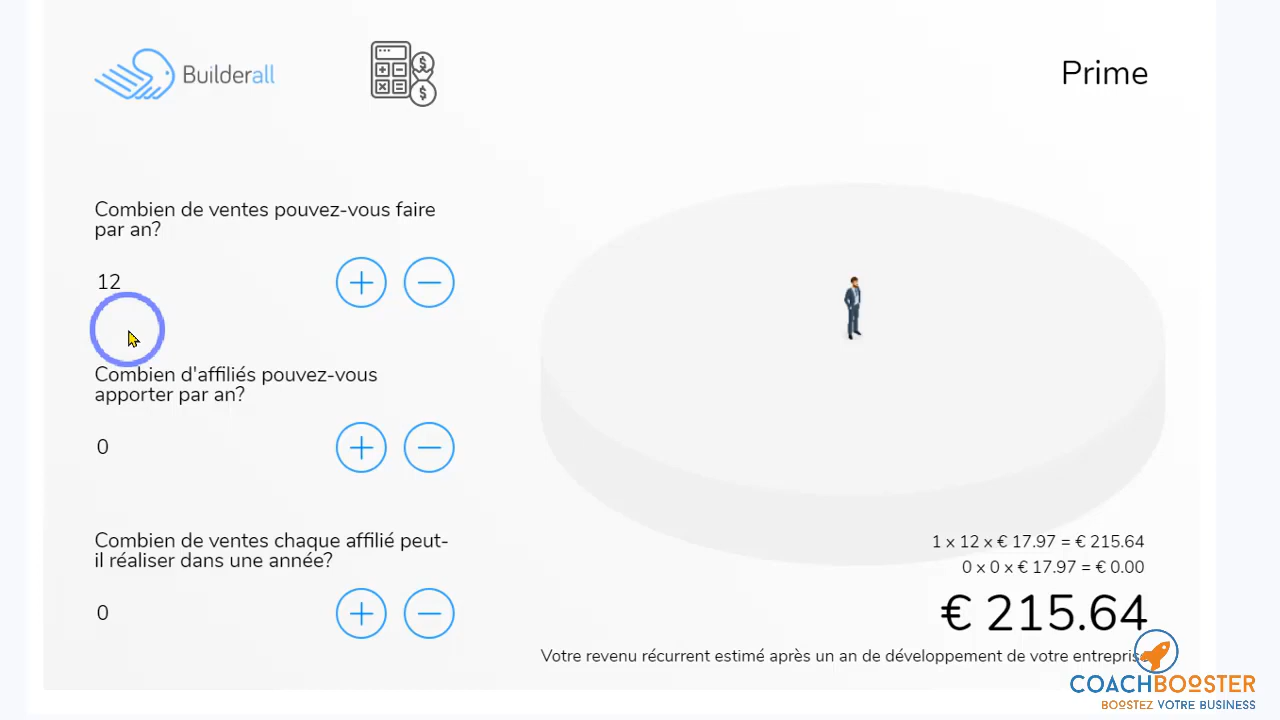 Builderall
Prime
Combien de ventes pouvez-vous faire
par an?
12
Combien d'affiliés pouvez-vous
apporter par an?
0
Combien de ventes chaque affilié peut-
il réaliser dans une année?
0
1 x 12 x € 17.97 = € 215.64
0 x 0 x € 17.97 = € 0.00
€ 215.64
Votre revenu récurrent estimé après un an de développement de votre entreprise
COACHBOOSTER
BOOSTEZ VOTRE BUSINESS